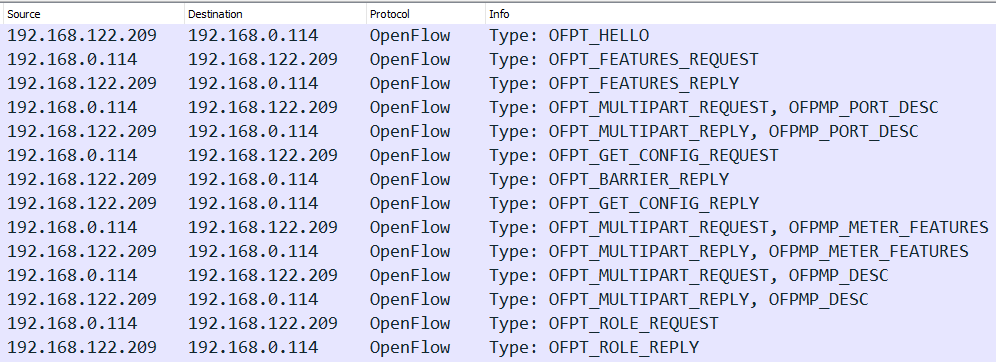 Source Destination Protocol Info
192.168.122.209 192.168.0.114 OpenFlow Type: OFPT_HELLO
192.168.0.114 192.168.122.209 OpenFlow Type: OFPT_FEATURES_REQUEST
192.168.122.209 192.168.0.114 OpenFlow Type: OFPT_FEATURES_REPLY
192.168.0.114 192.168.122.209 OpenFlow Type: OFPT_MULTIPART_REQUEST, OFPMP_PORT_DESC
192.168.122.209 192.168.0.114 OpenFlow Type: OFPT_MULTIPART_REPLY, OFPMP_PORT_DESC
192.168.0.114 192.168.122.209 OpenFlow Type: OFPT_GET_CONFIG_REQUEST
192.168.122.209 192.168.0.114 OpenFlow Type: OFPT_BARRIER_REPLY
192.168.122.209 192.168.0.114 OpenFlow Type: OFPT_GET_CONFIG_REPLY
192.168.0.114 192.168.122.209 OpenFlow Type: OFPT_MULTIPART_REQUEST, OFPMP_METER_FEATURES
192.168.122.209 192.168.0.114 OpenFlow Type: OFPT_MULTIPART_REPLY, OFPMP_METER_FEATURES
192.168.0.114 192.168.122.209 OpenFlow Type: OFPT_MULTIPART_REQUEST, OFPMP_DESC
192.168.122.209 192.168.0.114 OpenFlow Type: OFPT_MULTIPART_REPLY, OFPMP_DESC
192.168.0.114 192.168.122.209 OpenFlow Type: OFPT_ROLE_REQUEST
192.168.122.209 192.168.0.114 OpenFlow Type: OFPT_ROLE_REPLY